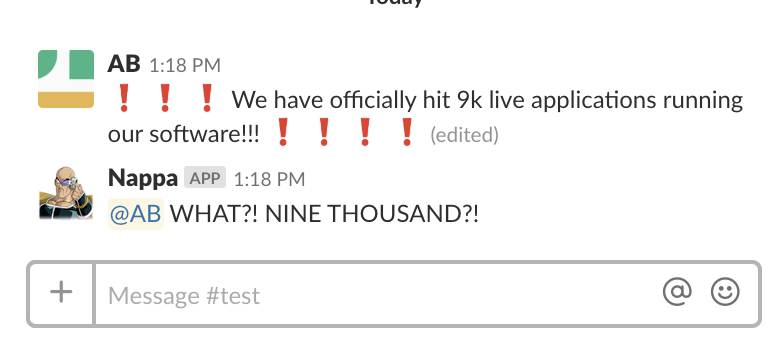 Today
AB 1:18 PM
❗ ❗ ❗ We have officially hit 9k live applications running
our software!!! ❗ ❗ ❗ ❗ (edited)
Nappa APP 1:18 PM
@AB WHAT?! NINE THOUSAND?!
+ Message #test @